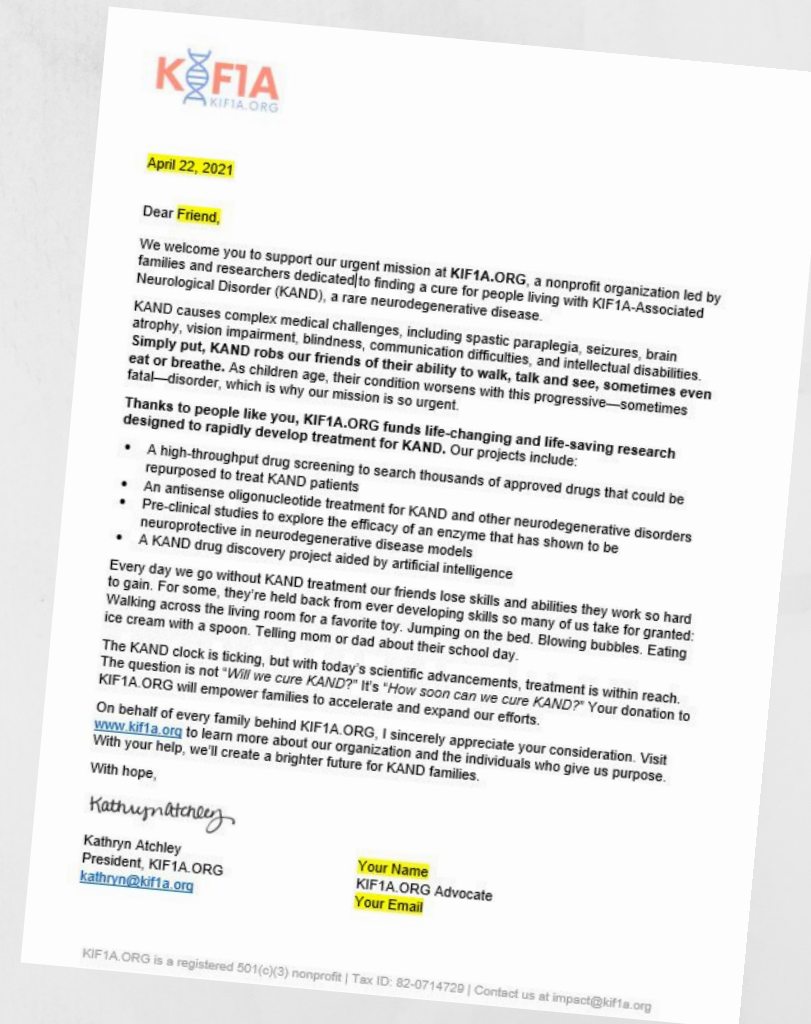 KIF1A
KIF1A.ORG
April 22, 2021
Dear Friend,
We welcome you to support our urgent mission at KIF1A.ORG, a nonprofit organization led by
families and researchers dedicated to finding a cure for people living with KIF1A-Associated
Neurological Disorder (KAND), a rare neurodegenerative disease.
KAND causes complex medical challenges, including spastic paraplegia, seizures, brain
atrophy, vision impairment, blindness, communication difficulties, and intellectual disabilities.
Simply put, KAND robs our friends of their ability to walk, talk and see, sometimes even
eat or breathe. As children age, their condition worsens with this progressive—sometimes
fatal—disorder, which is why our mission is so urgent.
Thanks to people like you, KIF1A.ORG funds life-changing and life-saving research
designed to rapidly develop treatment for KAND. Our projects include:
• A high-throughput drug screening to search thousands of approved drugs that could be
repurposed to treat KAND patients
• An antisense oligonucleotide treatment for KAND and other neurodegenerative disorders
• Pre-clinical studies to explore the efficacy of an enzyme that has shown to be
neuroprotective in neurodegenerative disease models
• A KAND drug discovery project aided by artificial intelligence
Every day we go without KAND treatment our friends lose skills and abilities they work so hard
to gain. For some, they're held back from ever developing skills so many of us take for granted:
Walking across the living room for a favorite toy. Jumping on the bed. Blowing bubbles. Eating
ice cream with a spoon. Telling mom or dad about their school day.
The KAND clock is ticking, but with today's scientific advancements, treatment is within reach.
The question is not "Will we cure KAND?" It's "How soon can we cure KAND?" Your donation to
KIF1A.ORG will empower families to accelerate and expand our efforts.
On behalf of every family behind KIF1A.ORG, I sincerely appreciate your consideration. Visit
www.kif1a.org to learn more about our organization and the individuals who give us purpose.
With your help, we'll create a brighter future for KAND families.
With hope,
Kathryn Atchley
Kathryn Atchley
President, KIF1A.ORG
kathryn@kif1a.org
Your Name
KIF1A.ORG Advocate
Your Email
KIF1A.ORG is a registered 501(c)(3) nonprofit | Tax ID: 82-0714729 | Contact us at impact@kif1a.org